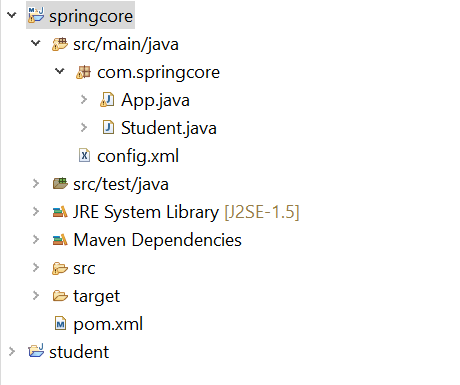 springcore
src/main/java
com.springcore
App.java
Student.java
config.xml
src/test/java
JRE System Library [J2SE-1.5]
Maven Dependencies
src
target
pom.xml
student